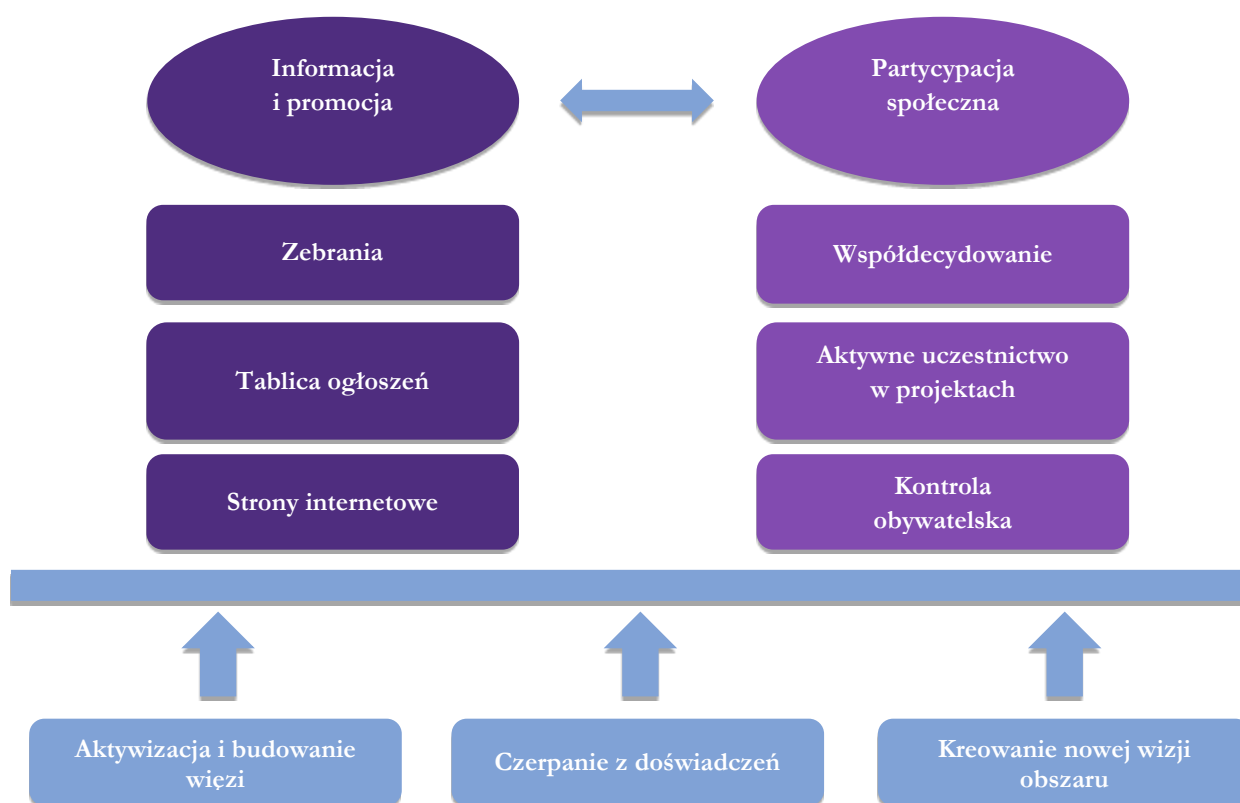 Informacja
i promocja
Partycypacja
społeczna
Zebrania
Współdecydowanie
Tablica ogłoszeń
Aktywne uczestnictwo
w projektach
Strony internetowe
Kontrola
obywatelska
Aktywizacja i budowanie
więzi
Czerpanie z doświadczeń
Kreowanie nowej wizji
obszaru